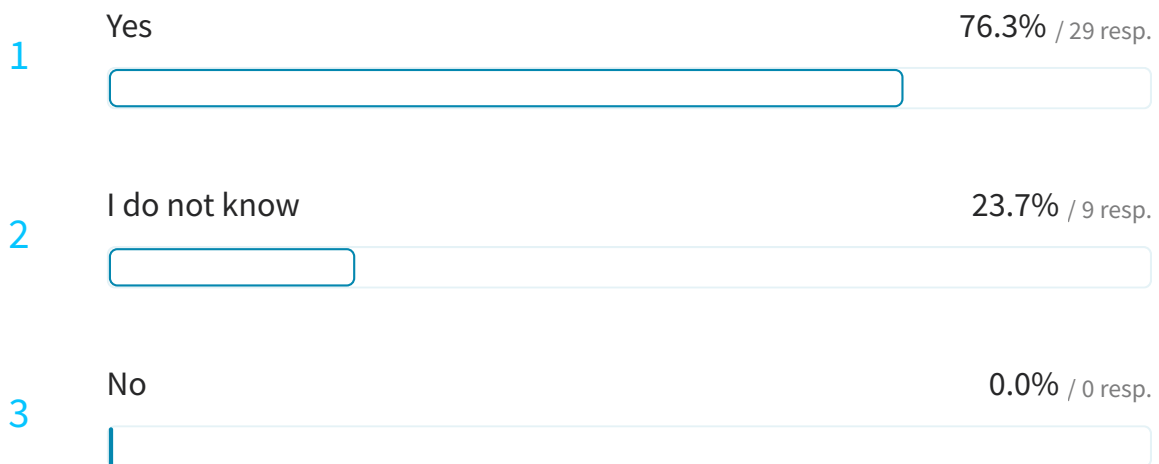 1 Yes 76.3% / 29 resp.
2 I do not know 23.7% / 9 resp.
3 No 0.0% / 0 resp.